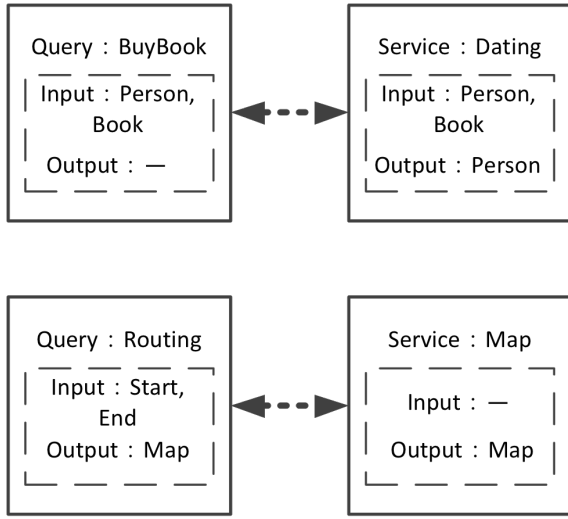 Query : BuyBook
Input : Person,
Book
Output : —
Service : Dating
Input : Person,
Book
Output : Person
Query : Routing
Input : Start,
End
Output : Map
Service : Map
Input : —
Output : Map